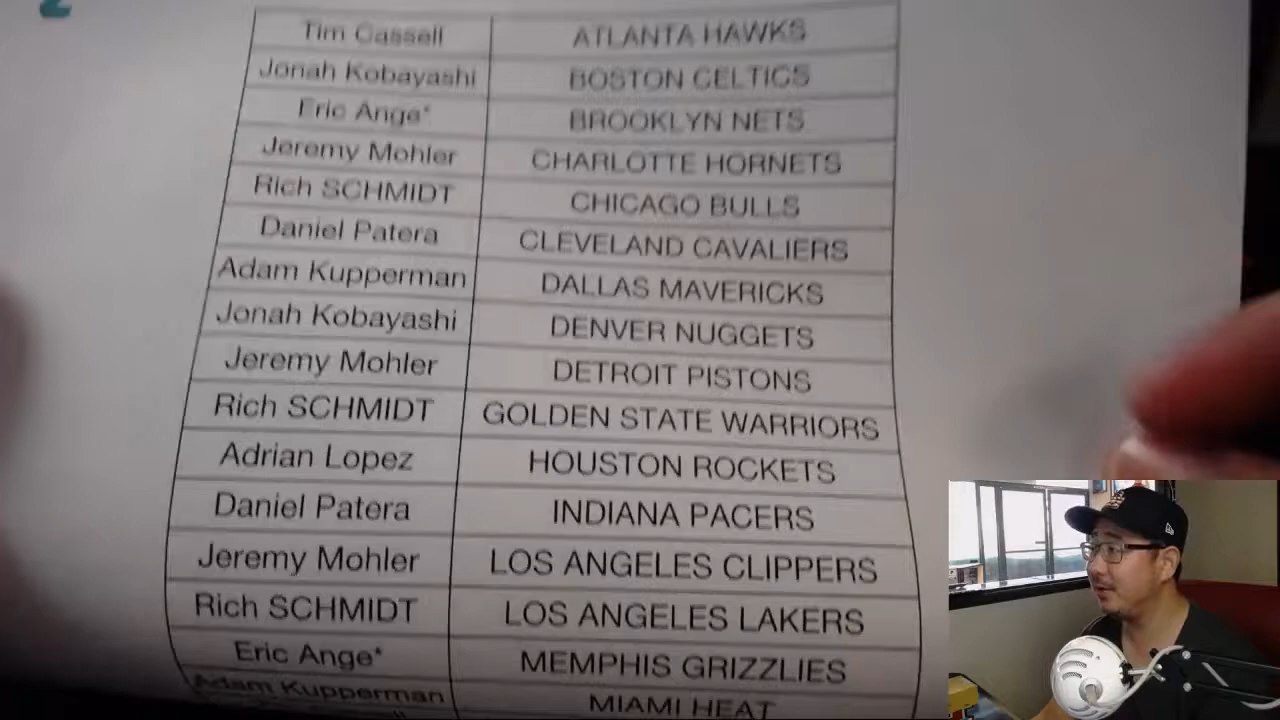 2
Tim Cassell ATLANTA HAWKS
Jonah Kobayashi BOSTON CELTICS
Eric Ange* BROOKLYN NETS
Jeremy Mohler CHARLOTTE HORNETS
Rich SCHMIDT CHICAGO BULLS
Daniel Patera CLEVELAND CAVALIERS
Adam Kupperman DALLAS MAVERICKS
Jonah Kobayashi DENVER NUGGETS
Jeremy Mohler DETROIT PISTONS
Rich SCHMIDT GOLDEN STATE WARRIORS
Adrian Lopez HOUSTON ROCKETS
Daniel Patera INDIANA PACERS
Jeremy Mohler LOS ANGELES CLIPPERS
Rich SCHMIDT LOS ANGELES LAKERS
Eric Ange* MEMPHIS GRIZZLIES
Adam Kupperman MIAMI HEAT